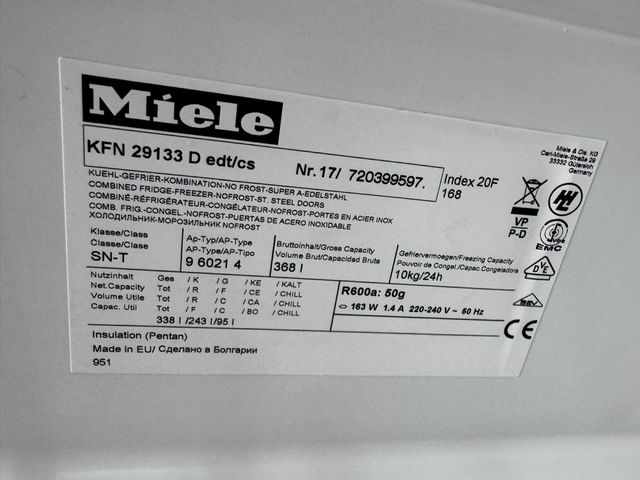 Miele
KFN 29133 D edt/cs Nr.17/ 720399597. Index 20F
168
Miele & Cie. KG
Carl-Miele-Straße 29
33332 Gütersloh
Germany
KUEHL-GEFRIER-KOMBINATION-NO FROST-SUPER A-EDELSTAHL
COMBINED FRIDGE-FREEZER-NOFROST-ST. STEEL DOORS
COMBINÉ-RÉFRIGÉRATEUR-CONGÉLATEUR-NOFROST-PORTES EN ACIER INOX
COMB. FRIG.-CONGEL.-NOFROST-PUERTAS DE ACERO INOXIDABLE
ХОЛОДИЛЬНИК-МОРОЗИЛЬНИК NOFROST
VP
P-D
EMC
Klasse/Class
Classe/Clase
SN-T
Ap-Typ/AP-Type
AP-Type/AP-Tipo
9 6021 4
Bruttoinhalt/Gross Capacity
Volume Brut/Capacidad Bruta
368 l
Gefriervermoegen/Freezing Capacity
Pouvoir de Congel./Capac.Congeladora
10kg/24h
Nutzinhalt Ges / K / G / KE / KALT
Net.Capacity Tot / R / F / CE / CHILL
Volume Utile Tot / R / C / CA / CHILL
Capac. Util Tot / F / C / BO / CHILL
338 l /243 l/95 l
R600a: 50g
163 W 1.4 A 220-240 V ~ 50 Hz
DVE
CE
Insulation (Pentan)
Made in EU/ Сделано в Болгарии
951